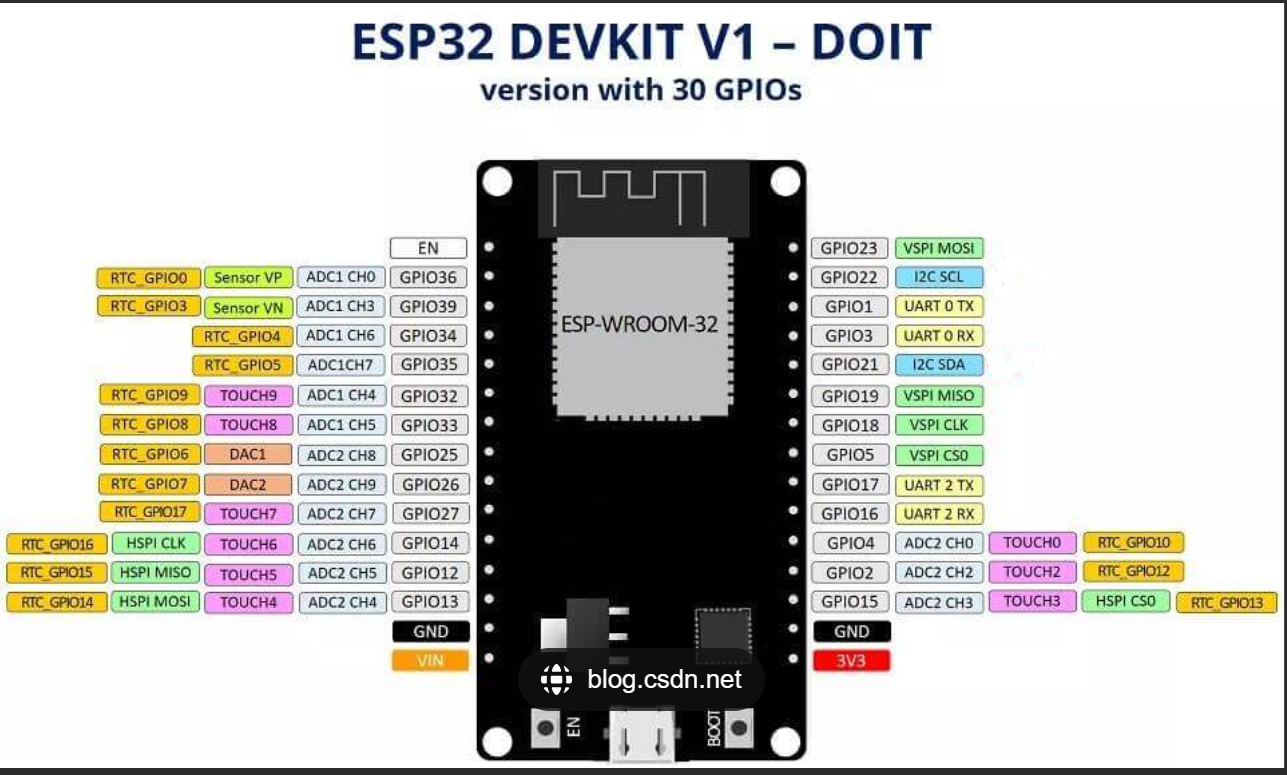 ESP32 DEVKIT V1 – DOIT
version with 30 GPIOs
EN GPIO23 VSPI MOSI
RTC_GPIO0 Sensor VP ADC1 CH0 GPIO36 GPIO22 I2C SCL
RTC_GPIO3 Sensor VN ADC1 CH3 GPIO39 GPIO1 UART 0 TX
RTC_GPIO4 ADC1 CH6 GPIO34 ESP-WROOM-32 GPIO3 UART 0 RX
RTC_GPIO5 ADC1CH7 GPIO35 GPIO21 I2C SDA
RTC_GPIO9 TOUCH9 ADC1 CH4 GPIO32 GPIO19 VSPI MISO
RTC_GPIO8 TOUCH8 ADC1 CH5 GPIO33 GPIO18 VSPI CLK
RTC_GPIO6 DAC1 ADC2 CH8 GPIO25 GPIO5 VSPI CS0
RTC_GPIO7 DAC2 ADC2 CH9 GPIO26 GPIO17 UART 2 TX
RTC_GPIO17 TOUCH7 ADC2 CH7 GPIO27 GPIO16 UART 2 RX
RTC_GPIO16 HSPI CLK TOUCH6 ADC2 CH6 GPIO14 GPIO4 ADC2 CH0 TOUCH0 RTC_GPIO10
RTC_GPIO15 HSPI MISO TOUCH5 ADC2 CH5 GPIO12 GPIO2 ADC2 CH2 TOUCH2 RTC_GPIO12
RTC_GPIO14 HSPI MOSI TOUCH4 ADC2 CH4 GPIO13 GPIO15 ADC2 CH3 TOUCH3 HSPI CS0 RTC_GPIO13
GND GND
VIN 3V3
blog.csdn.net
EN BOOT